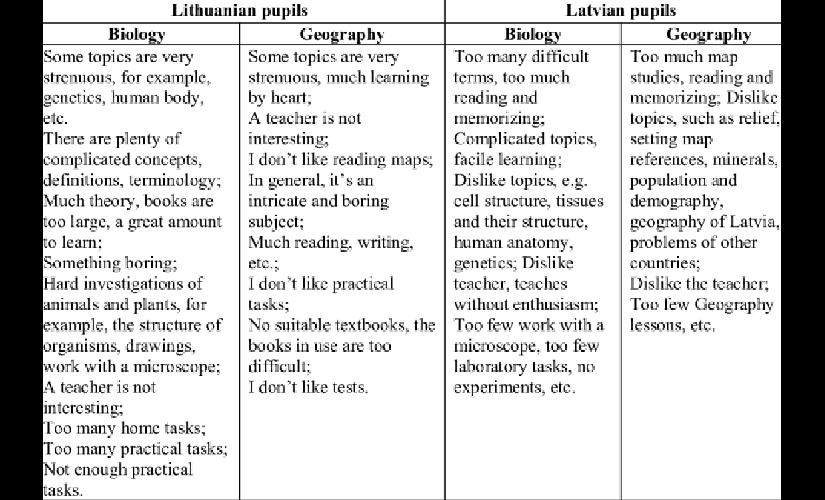 Lithuanian pupils
Latvian pupils
Biology
Geography
Biology
Geography
Some topics are very
strenuous, for example,
genetics, human body,
etc.
There are plenty of
complicated concepts,
definitions, terminology;
Much theory, books are
too large, a great amount
to learn;
Something boring;
Hard investigations of
animals and plants, for
example, the structure of
organisms, drawings,
work with a microscope;
A teacher is not
interesting;
Too many home tasks;
Too many practical tasks;
Not enough practical
tasks.
Some topics are very
strenuous, much learning
by heart;
A teacher is not
interesting;
I don't like reading maps;
In general, it's an
intricate and boring
subject;
Much reading, writing,
etc.;
I don't like practical
tasks;
No suitable textbooks, the
books in use are too
difficult;
I don't like tests.
Too many difficult
terms, too much
reading and
memorizing;
Complicated topics,
facile learning;
Dislike topics, e.g.
cell structure, tissues
and their structure,
human anatomy,
genetics; Dislike
teacher, teaches
without enthusiasm;
Too few work with a
microscope, too few
laboratory tasks, no
experiments, etc.
Too much map
studies, reading and
memorizing; Dislike
topics, such as relief,
setting map
references, minerals,
population and
demography,
geography of Latvia,
problems of other
countries;
Dislike the teacher;
Too few Geography
lessons, etc.